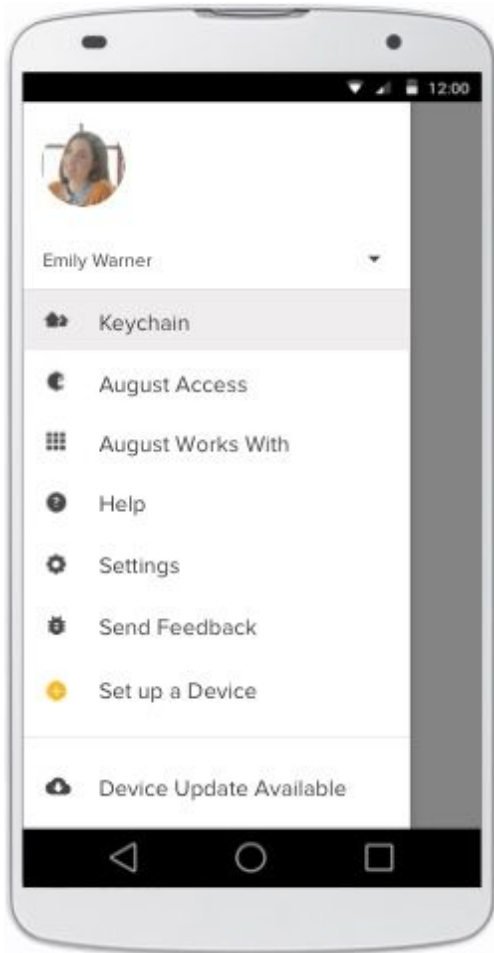 12:00
Emily Warner
Keychain
August Access
August Works With
Help
Settings
Send Feedback
Set up a Device
Device Update Available